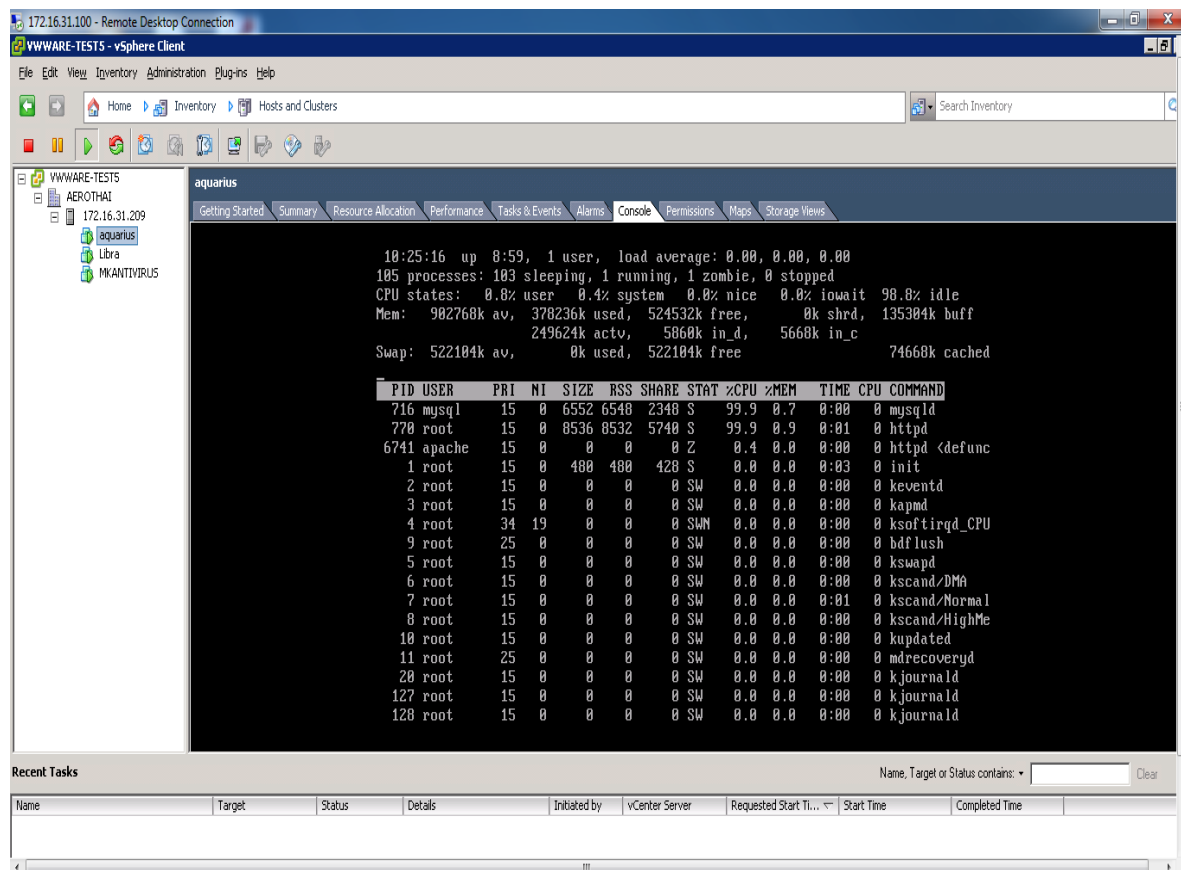 172.16.31.100 - Remote Desktop Connection
VWWARE-TEST5 - vSphere Client
File Edit View Inventory Administration Plug-ins Help
Home Inventory Hosts and Clusters Search Inventory
VWWARE-TEST5
AEROTHAI
172.16.31.209
aquarius
Libra
MKANTIVIRUS
aquarius
Getting Started Summary Resource Allocation Performance Tasks & Events Alarms Console Permissions Maps Storage Views
10:25:16 up 8:59, 1 user, load average: 0.00, 0.00, 0.00
105 processes: 103 sleeping, 1 running, 1 zombie, 0 stopped
CPU states: 0.8% user 0.4% system 0.0% nice 0.0% iowait 98.8% idle
Mem: 902768k av, 378236k used, 524532k free, 0k shrd, 135304k buff
249624k actv, 5860k in_d, 5668k in_c
Swap: 522104k av, 0k used, 522104k free 74668k cached
PID USER PRI NI SIZE RSS SHARE STAT %CPU %MEM TIME CPU COMMAND
716 mysql 15 0 6552 6548 2348 S 99.9 0.7 0:00 0 mysqld
770 root 15 0 8536 8532 5740 S 99.9 0.9 0:01 0 httpd
6741 apache 15 0 0 0 0 Z 0.4 0.0 0:00 0 httpd <defunc
1 root 15 0 480 480 428 S 0.0 0.0 0:03 0 init
2 root 15 0 0 0 0 SW 0.0 0.0 0:00 0 keventd
3 root 15 0 0 0 0 SW 0.0 0.0 0:00 0 kapmd
4 root 34 19 0 0 0 SWN 0.0 0.0 0:00 0 ksoftirqd_CPU
9 root 25 0 0 0 0 SW 0.0 0.0 0:00 0 bdflush
5 root 15 0 0 0 0 SW 0.0 0.0 0:00 0 kswapd
6 root 15 0 0 0 0 SW 0.0 0.0 0:00 0 kscand/DMA
7 root 15 0 0 0 0 SW 0.0 0.0 0:01 0 kscand/Normal
8 root 15 0 0 0 0 SW 0.0 0.0 0:00 0 kscand/HighMe
10 root 15 0 0 0 0 SW 0.0 0.0 0:00 0 kupdated
11 root 25 0 0 0 0 SW 0.0 0.0 0:00 0 mdrecoveryd
20 root 15 0 0 0 0 SW 0.0 0.0 0:00 0 kjournald
127 root 15 0 0 0 0 SW 0.0 0.0 0:00 0 kjournald
128 root 15 0 0 0 0 SW 0.0 0.0 0:00 0 kjournald
Recent Tasks Name, Target or Status contains: Clear
Name Target Status Details Initiated by vCenter Server Requested Start Ti... Start Time Completed Time